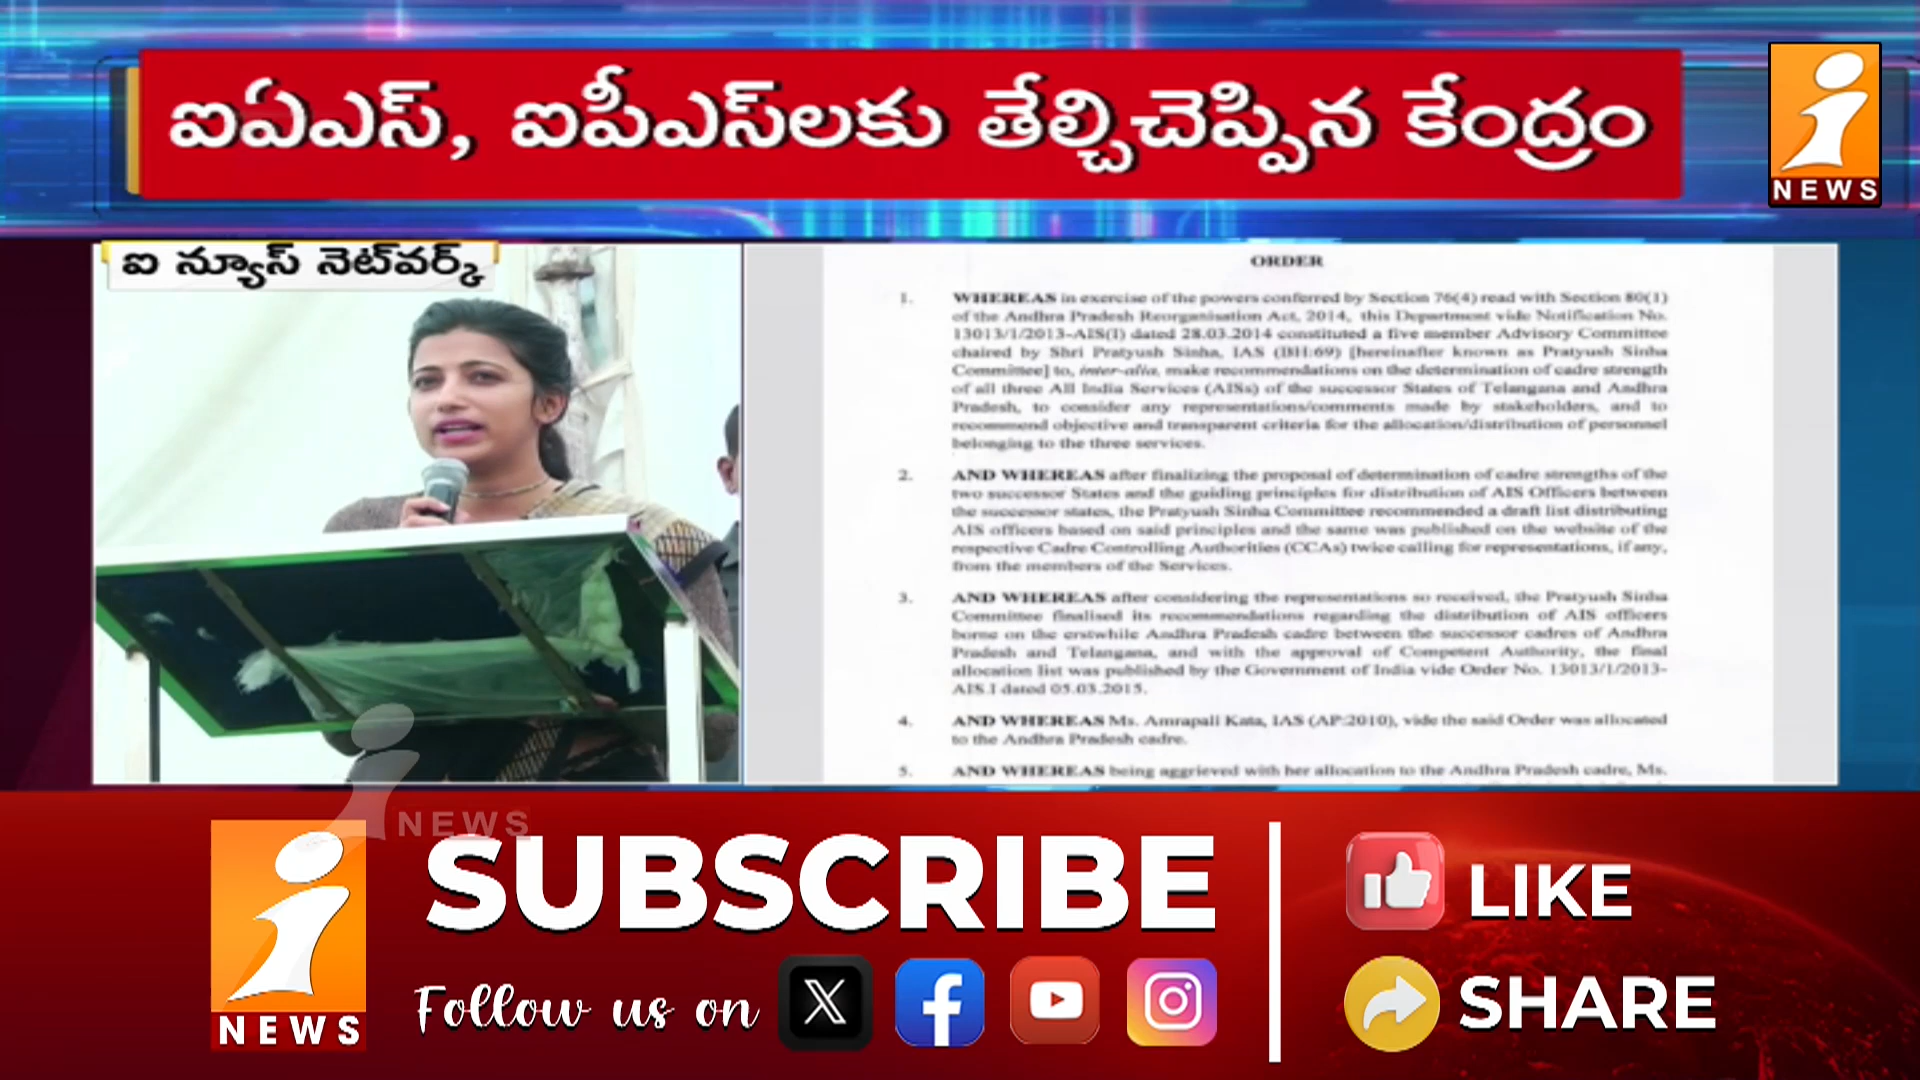 ఐఏఎస్, ఐపీఎస్‌లకు తేల్చిచెప్పిన కేంద్రం
NEWS
ఐ న్యూస్ నెట్‌వర్క్
ORDER
1. WHEREAS in exercise of the powers conferred by Section 76(4) read with Section 80(1)
of the Andhra Pradesh Reorganisation Act, 2014, this Department vide Notification No.
13013/1/2013-AIS(I) dated 28.03.2014 constituted a five member Advisory Committee
chaired by Shri Pratyush Sinha, IAS (BH:69) [hereinafter known as Pratyush Sinha
Committee] to, inter-alia, make recommendations on the determination of cadre strength
of all three All India Services (AISs) of the successor States of Telangana and Andhra
Pradesh, to consider any representations/comments made by stakeholders, and to
recommend objective and transparent criteria for the allocation/distribution of personnel
belonging to the three services.
2. AND WHEREAS after finalizing the proposal of determination of cadre strengths of the
two successor States and the guiding principles for distribution of AIS Officers between
the successor states, the Pratyush Sinha Committee recommended a draft list distributing
AIS officers based on said principles and the same was published on the website of the
respective Cadre Controlling Authorities (CCAs) twice calling for representations, if any,
from the members of the Services.
3. AND WHEREAS after considering the representations so received, the Pratyush Sinha
Committee finalised its recommendations regarding the distribution of AIS officers
borne on the erstwhile Andhra Pradesh cadre between the successor cadres of Andhra
Pradesh and Telangana, and with the approval of Competent Authority, the final
allocation list was published by the Government of India vide Order No. 13013/1/2013-
AIS.I dated 05.03.2015.
4. AND WHEREAS Ms. Amrapali Kata, IAS (AP:2010), vide the said Order was allocated
to the Andhra Pradesh cadre.
5. AND WHEREAS being aggrieved with her allocation to the Andhra Pradesh cadre, Ms.
NEWS
SUBSCRIBE
LIKE
Follow us on
SHARE
NEWS